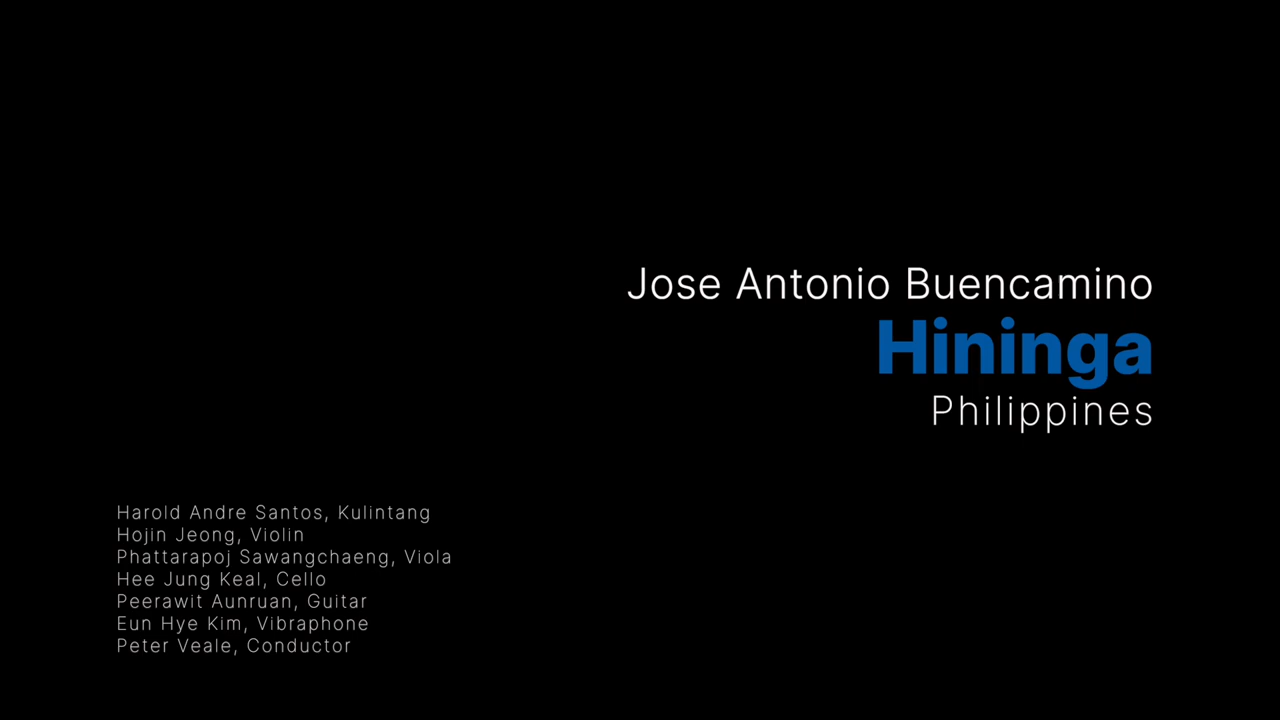 Jose Antonio Buencamino
Hininga
Philippines
Harold Andre Santos, Kulintang
Hojin Jeong, Violin
Phattarapoj Sawangchaeng, Viola
Hee Jung Keal, Cello
Peerawit Aunruan, Guitar
Eun Hye Kim, Vibraphone
Peter Veale, Conductor